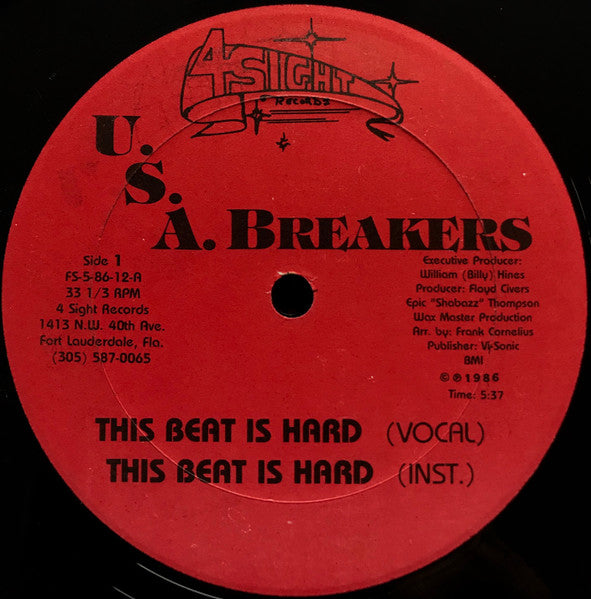 4 SIGHT
RECORDS
U.
S.
A. BREAKERS
Side 1
FS-5-86-12-A
33 1/3 RPM
4 Sight Records
1413 N.W. 40th Ave.
Fort Lauderdale, Fla.
(305) 587-0065
Executive Producer:
William (Billy) Hines
Producer: Floyd Civers
Epic "Shabazz" Thompson
Wax Master Production
Arr. by: Frank Cornelius
Publisher: Vi-Sonic
BMI
© ℗ 1986
Time: 5:37
THIS BEAT IS HARD (VOCAL)
THIS BEAT IS HARD (INST.)